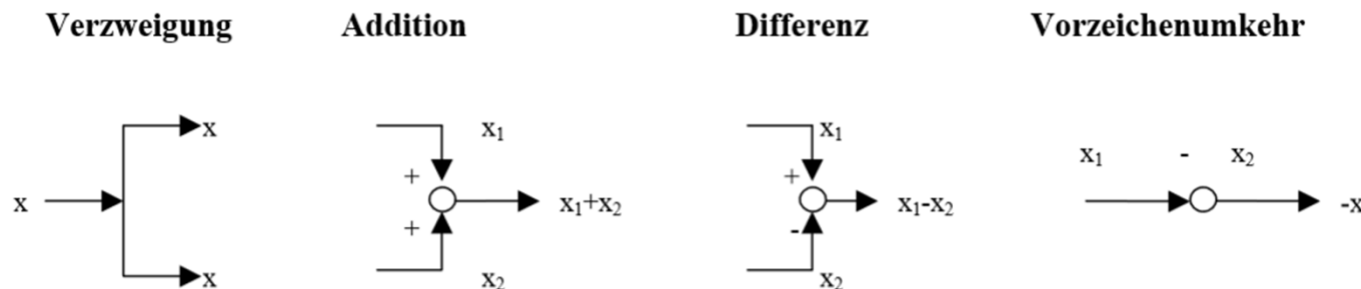 Verzweigung Addition Differenz Vorzeichenumkehr
x x₁ x₁
+ + x₁ - x₂
x x₁+x₂ x₁-x₂ -x
+ -
x x₂ x₂